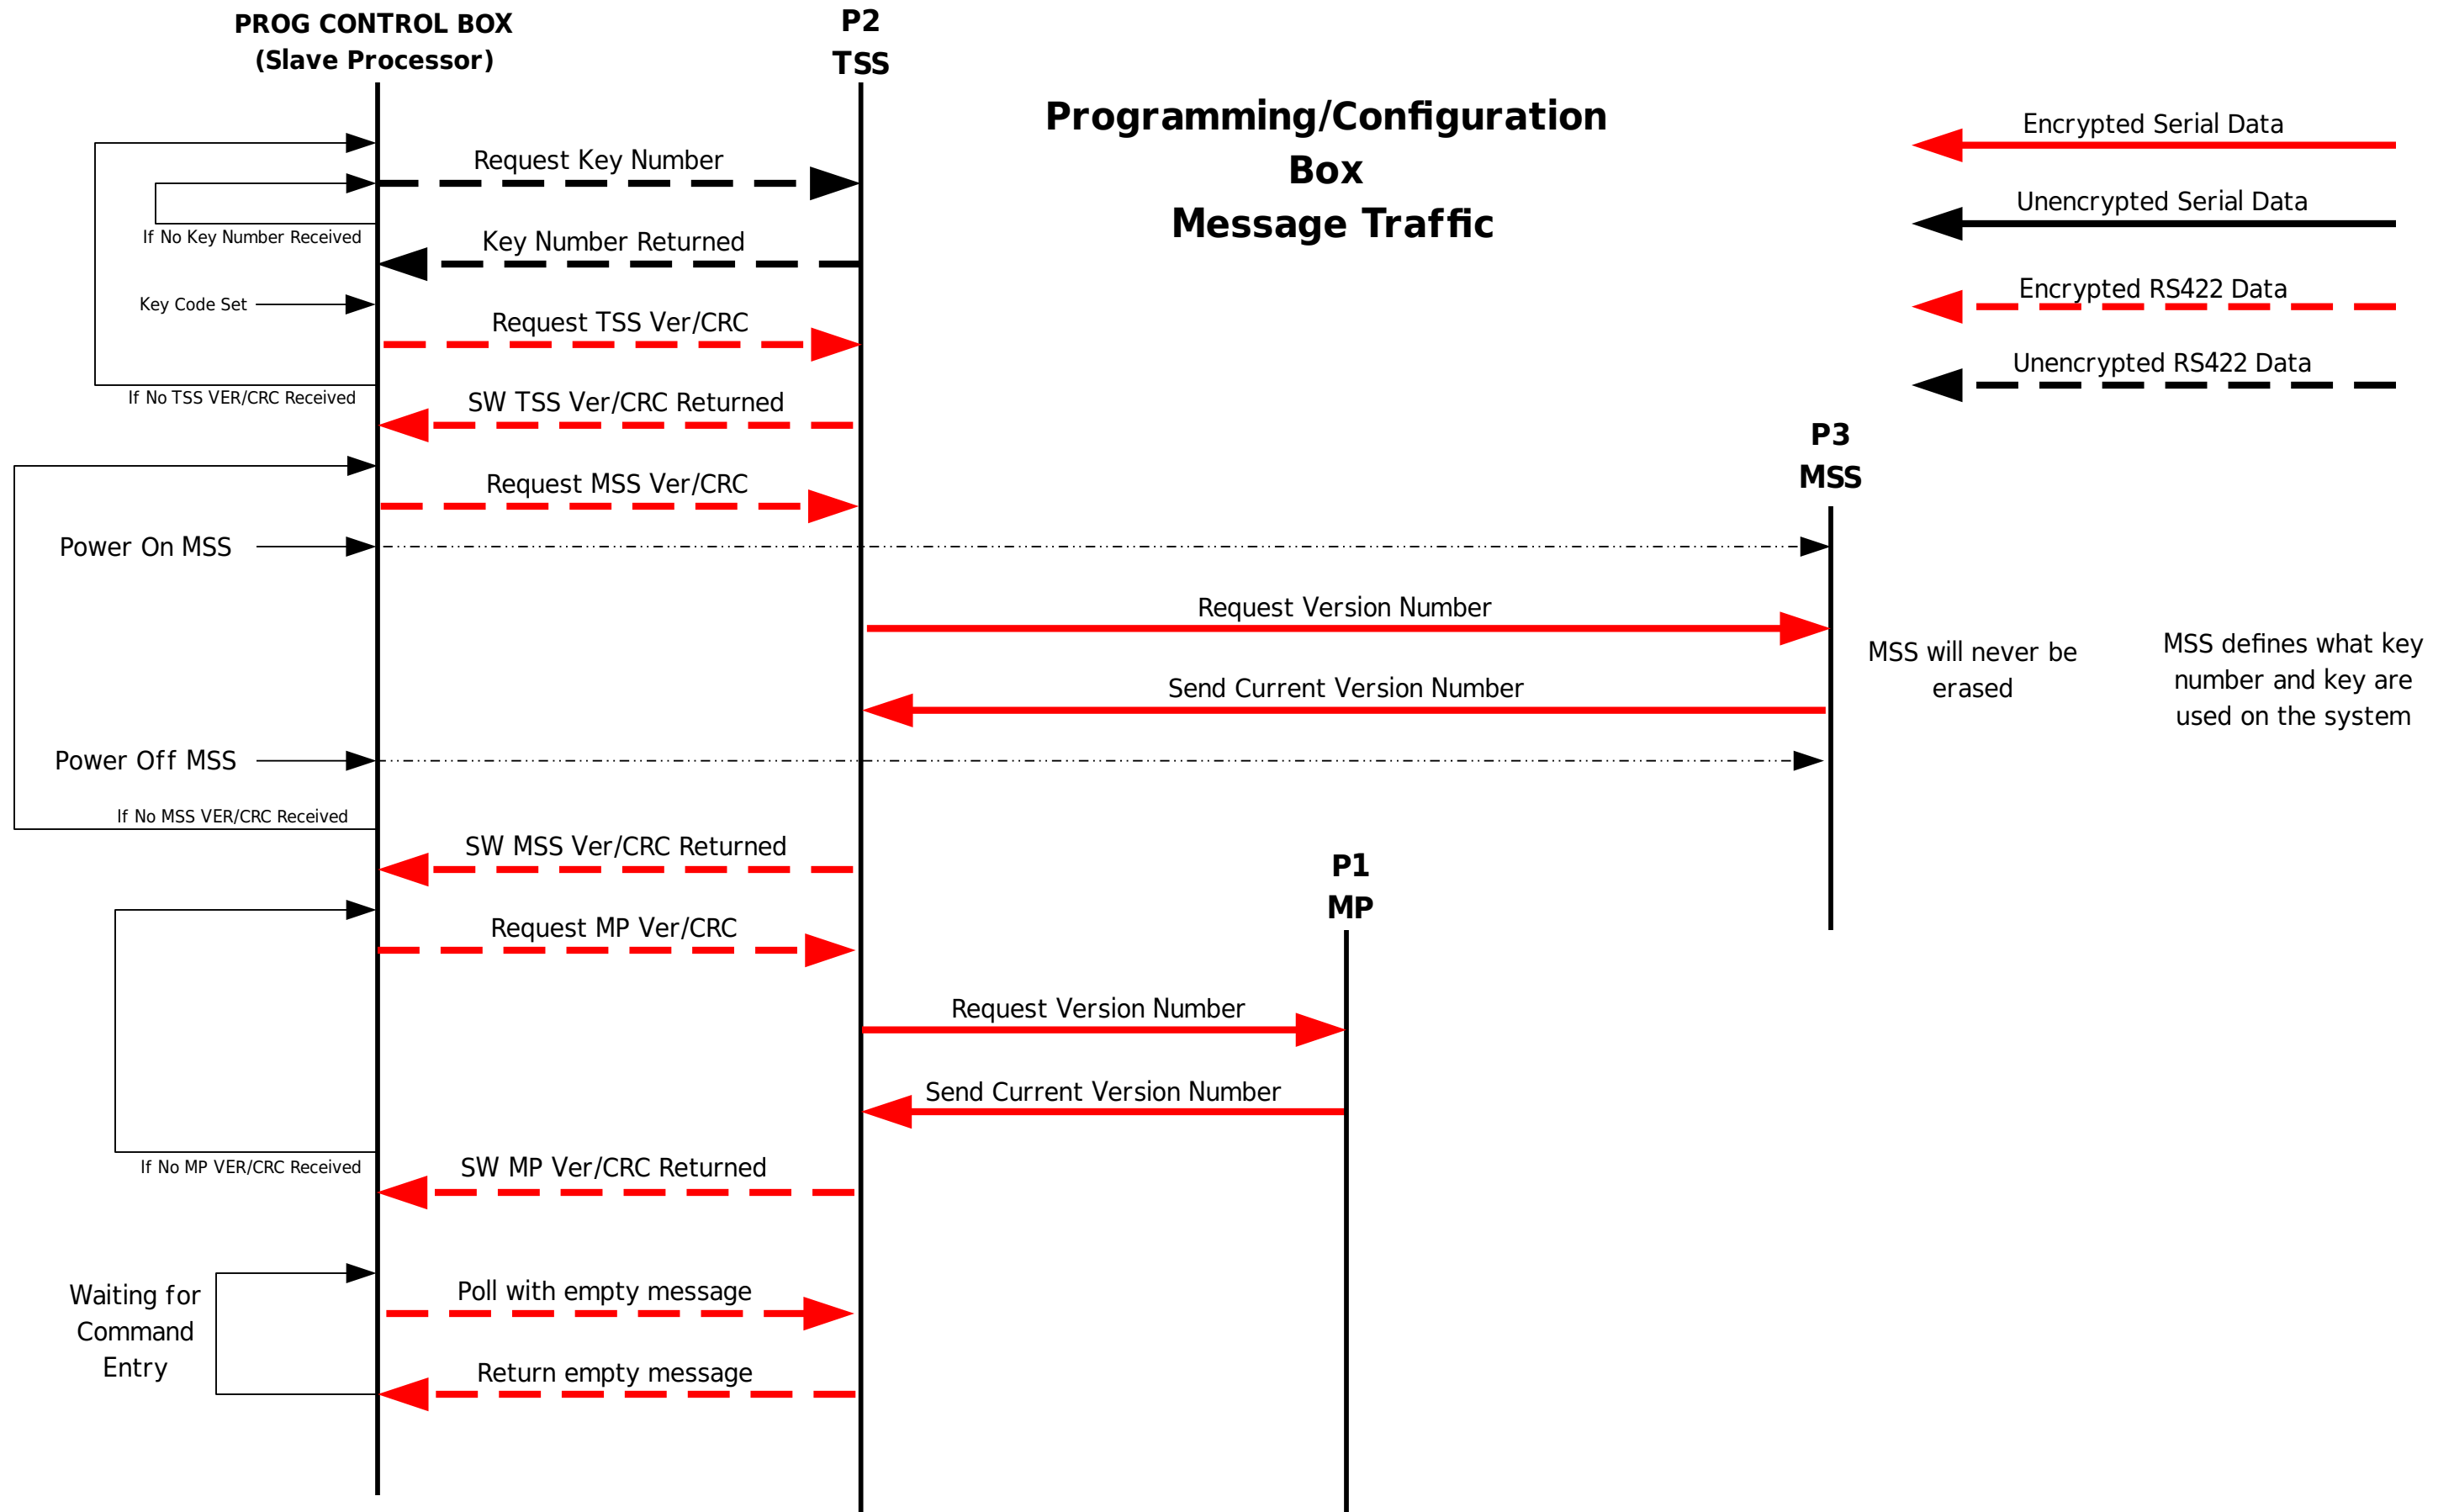 PROG CONTROL BOX
(Slave Processor)
P2
TSS
Programming/Configuration
Box
Message Traffic
Encrypted Serial Data
Unencrypted Serial Data
Encrypted RS422 Data
Unencrypted RS422 Data
Request Key Number
If No Key Number Received
Key Number Returned
Key Code Set
Request TSS Ver/CRC
If No TSS VER/CRC Received
SW TSS Ver/CRC Returned
P3
MSS
Request MSS Ver/CRC
Power On MSS
Request Version Number
MSS will never be
erased
MSS defines what key
number and key are
used on the system
Send Current Version Number
Power Off MSS
If No MSS VER/CRC Received
SW MSS Ver/CRC Returned
P1
MP
Request MP Ver/CRC
Request Version Number
Send Current Version Number
If No MP VER/CRC Received
SW MP Ver/CRC Returned
Waiting for
Command
Entry
Poll with empty message
Return empty message